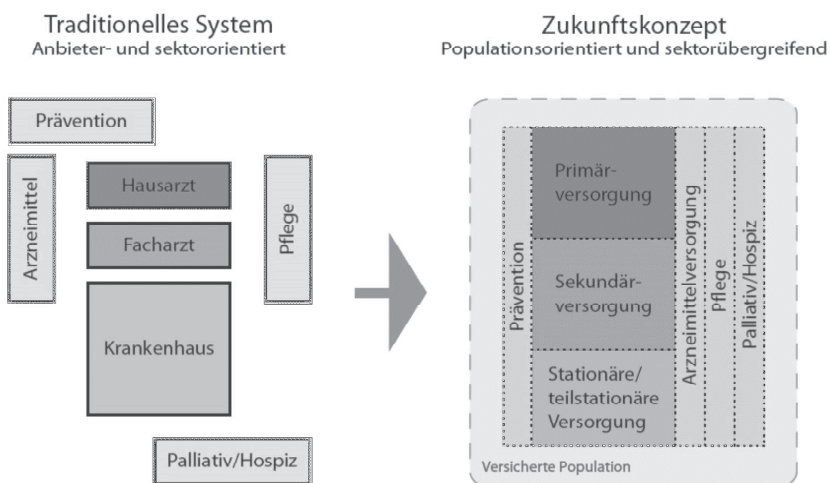 Traditionelles System
Anbieter- und sektororientiert
Prävention
Arzneimittel
Hausarzt
Facharzt
Krankenhaus
Pflege
Palliativ/Hospiz
Zukunftskonzept
Populationsorientiert und sektorübergreifend
Prävention
Primär-
versorgung
Sekundär-
versorgung
Stationäre/
teilstationäre
Versorgung
Arzneimittelversorgung
Pflege
Palliativ/Hospiz
Versicherte Population